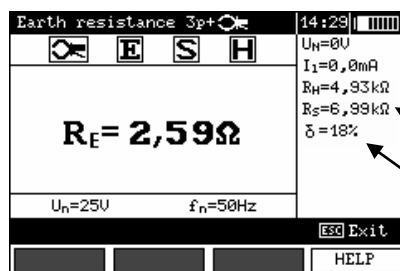 Earth resistance 3p+ 14:29
E S H
UN=0V
I1=0,0mA
RH=4,93kΩ
RS=6,99kΩ
δ=18%
RE= 2,59Ω
Un=25V fn=50Hz
ESC Exit
HELP